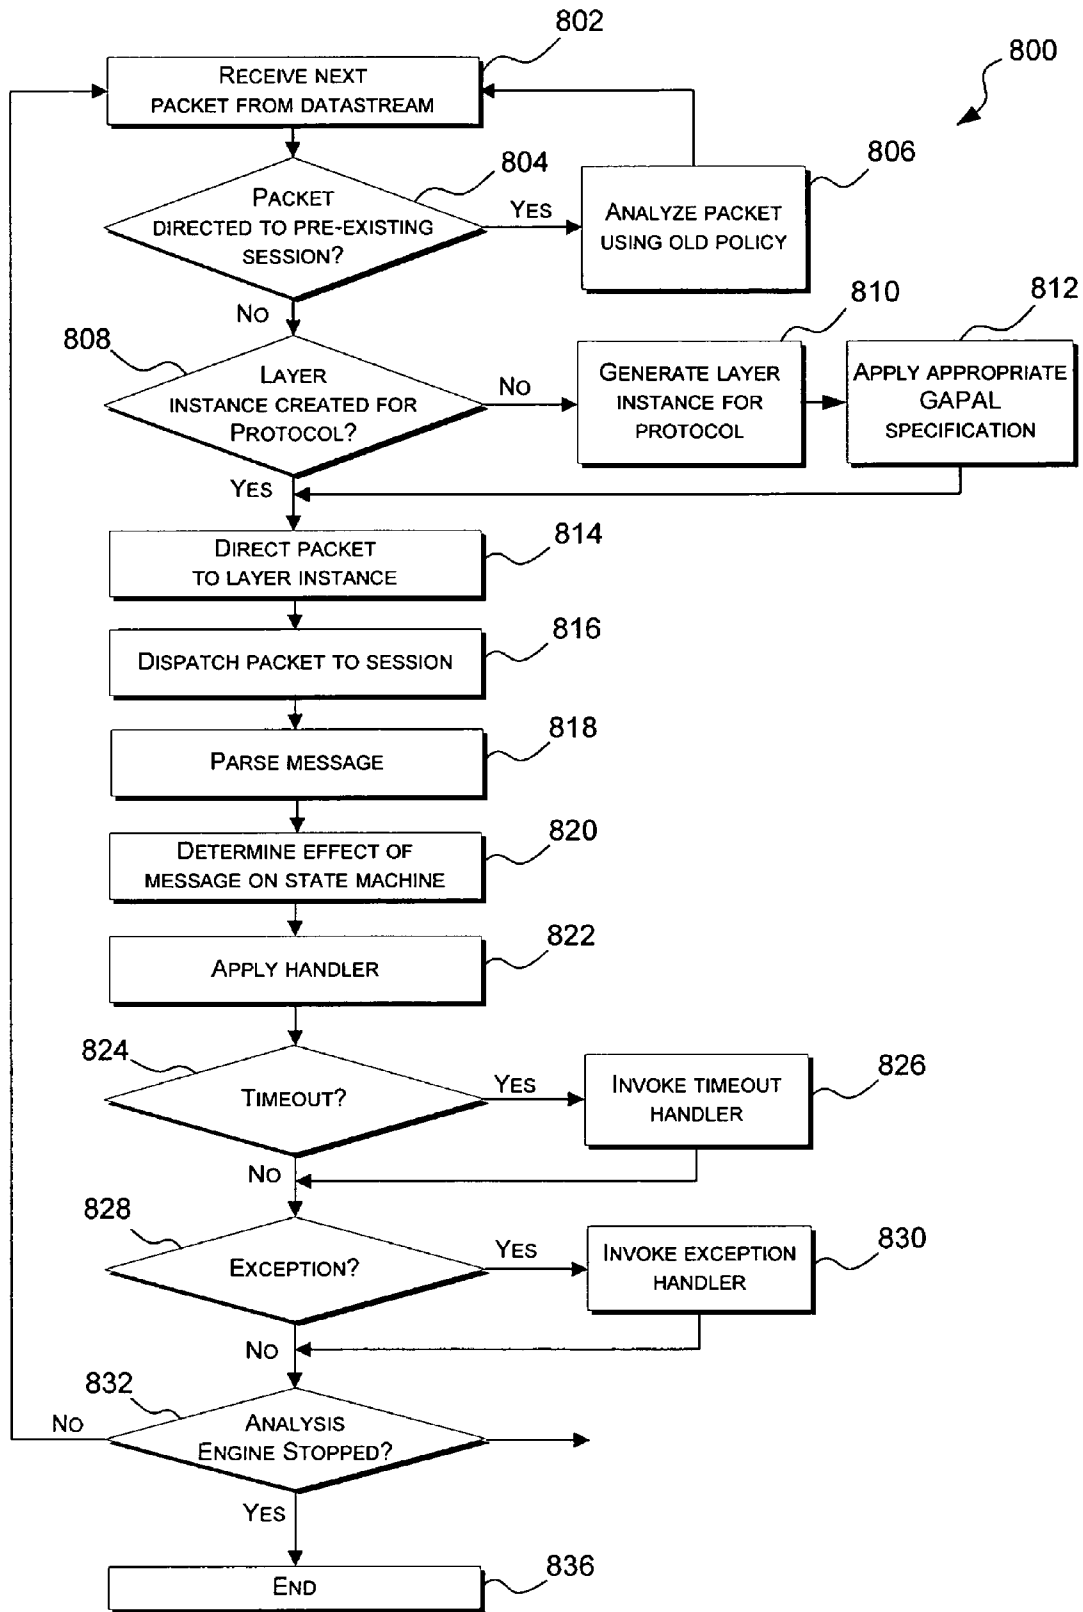 802
800
RECEIVE NEXT
PACKET FROM DATASTREAM
804
806
PACKET
DIRECTED TO PRE-EXISTING
SESSION?
YES
ANALYZE PACKET
USING OLD POLICY
NO
808
810
812
LAYER
INSTANCE CREATED FOR
PROTOCOL?
NO
GENERATE LAYER
INSTANCE FOR
PROTOCOL
APPLY APPROPRIATE
GAPAL
SPECIFICATION
YES
814
DIRECT PACKET
TO LAYER INSTANCE
816
DISPATCH PACKET TO SESSION
818
PARSE MESSAGE
820
DETERMINE EFFECT OF
MESSAGE ON STATE MACHINE
822
APPLY HANDLER
824
TIMEOUT?
YES
INVOKE TIMEOUT
HANDLER
826
NO
828
EXCEPTION?
YES
INVOKE EXCEPTION
HANDLER
830
NO
832
NO
ANALYSIS
ENGINE STOPPED?
YES
END
836